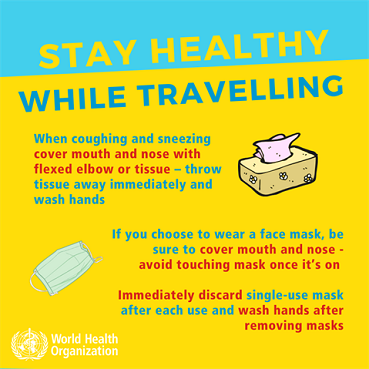 STAY HEALTHY
WHILE TRAVELLING
When coughing and sneezing
cover mouth and nose with
flexed elbow or tissue – throw
tissue away immediately and
wash hands
If you choose to wear a face mask, be
sure to cover mouth and nose -
avoid touching mask once it's on
Immediately discard single-use mask
after each use and wash hands after
removing masks
World Health
Organization